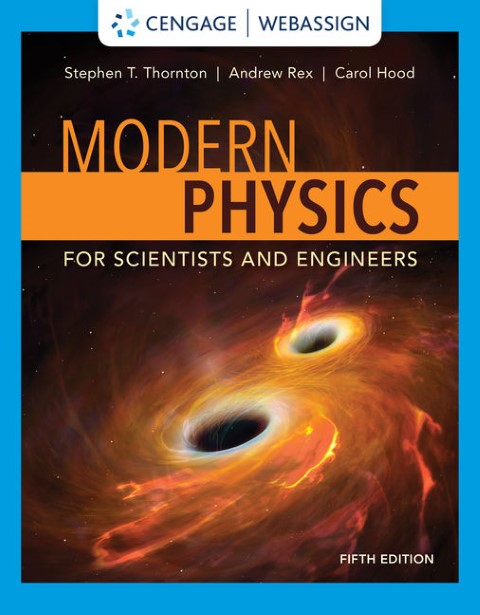 CENGAGE | WEBASSIGN
Stephen T. Thornton | Andrew Rex | Carol Hood
MODERN
PHYSICS
FOR SCIENTISTS AND ENGINEERS
FIFTH EDITION